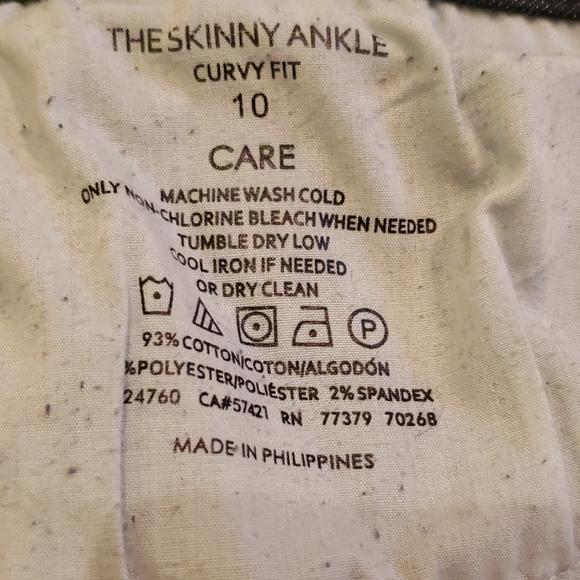 THE SKINNY ANKLE
CURVY FIT
10
CARE
MACHINE WASH COLD
ONLY NON-CHLORINE BLEACH WHEN NEEDED
TUMBLE DRY LOW
COOL IRON IF NEEDED
OR DRY CLEAN
P
93% COTTON/COTON/ALGODÓN
%POLYESTER/POLIÉSTER 2% SPANDEX
24760 CA#57421 RN 77379 70268
MADE IN PHILIPPINES